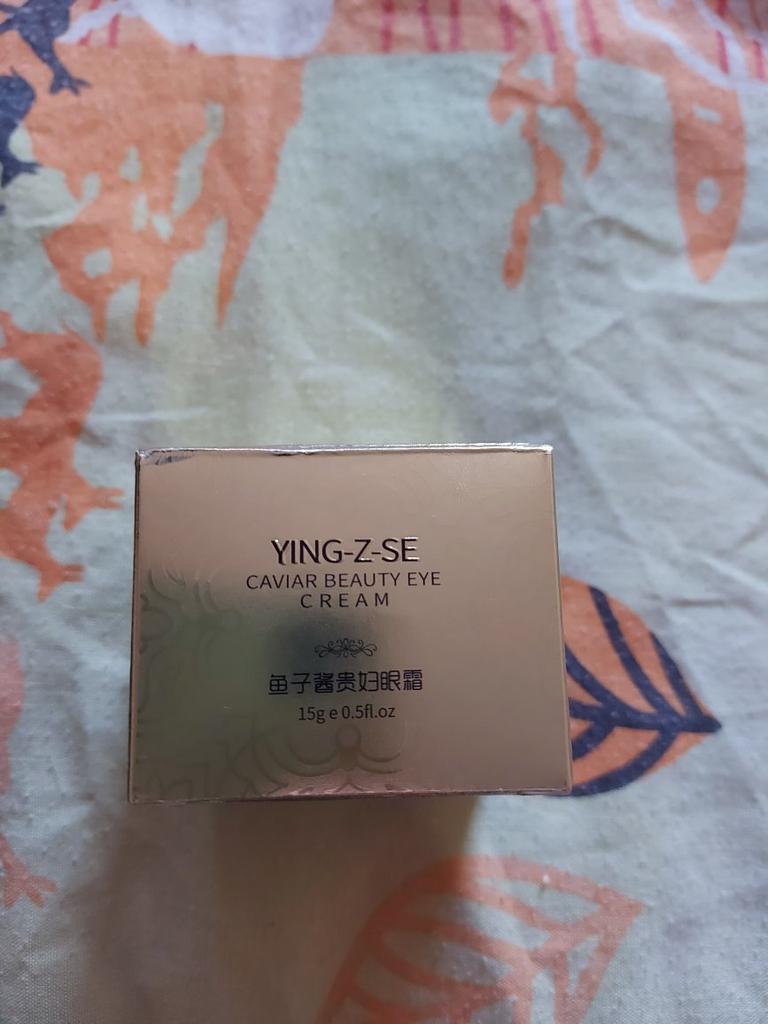 YING-Z-SE
CAVIAR BEAUTY EYE
CREAM
鱼子酱贵妇眼霜
15g e 0.5fl.oz